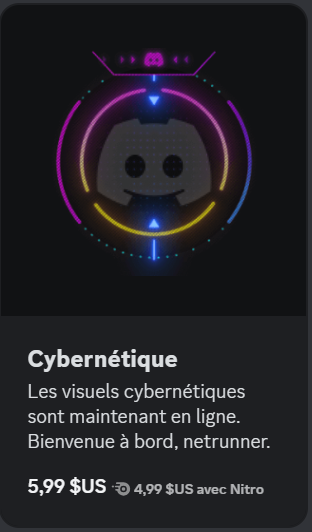 Cybernétique
Les visuels cybernétiques
sont maintenant en ligne.
Bienvenue à bord, netrunner.
5,99 $US 4,99 $US avec Nitro